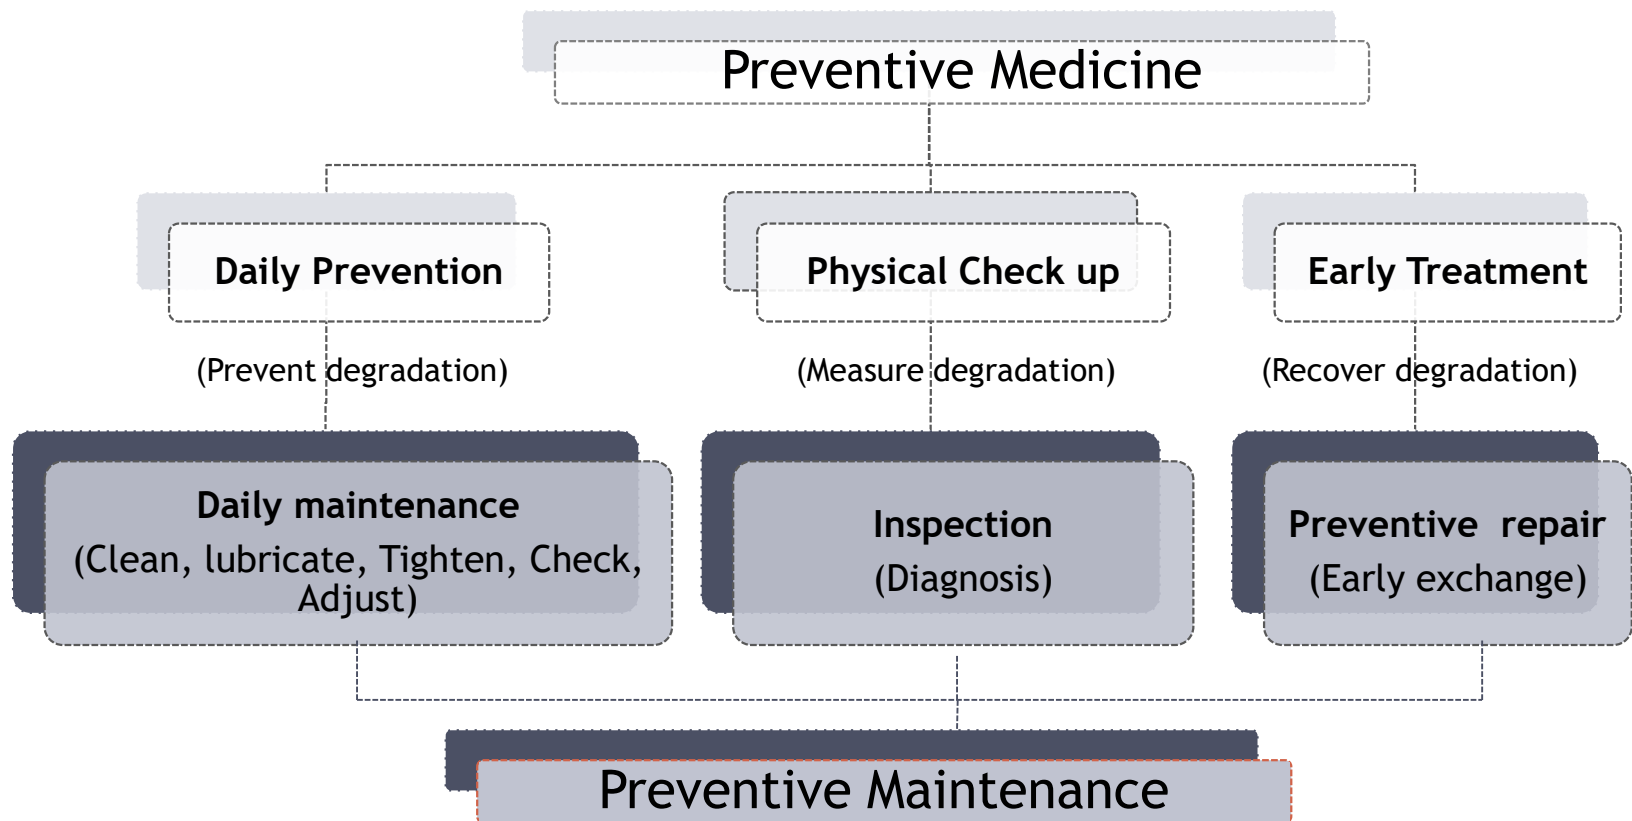 Preventive Medicine
Daily Prevention
Physical Check up
Early Treatment
(Prevent degradation)
(Measure degradation)
(Recover degradation)
Daily maintenance
(Clean, lubricate, Tighten, Check,
Adjust)
Inspection
(Diagnosis)
Preventive  repair
(Early exchange)
Preventive Maintenance